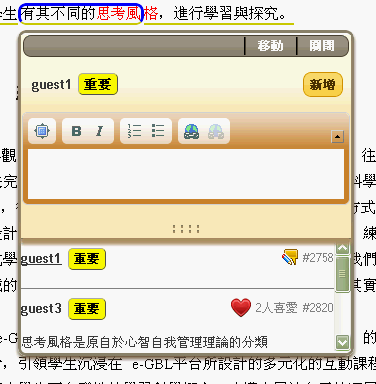 學生有其不同的思考風格，進行學習與探究。
移動 關閉
guest1 重要 新增
B I
guest1 重要 #2758
guest3 重要 2人喜愛 #2820
思考風格是原自於心智自我管理理論的分類
，引領學生沉浸在 e-GBL平台所設計的多元化的互動課程